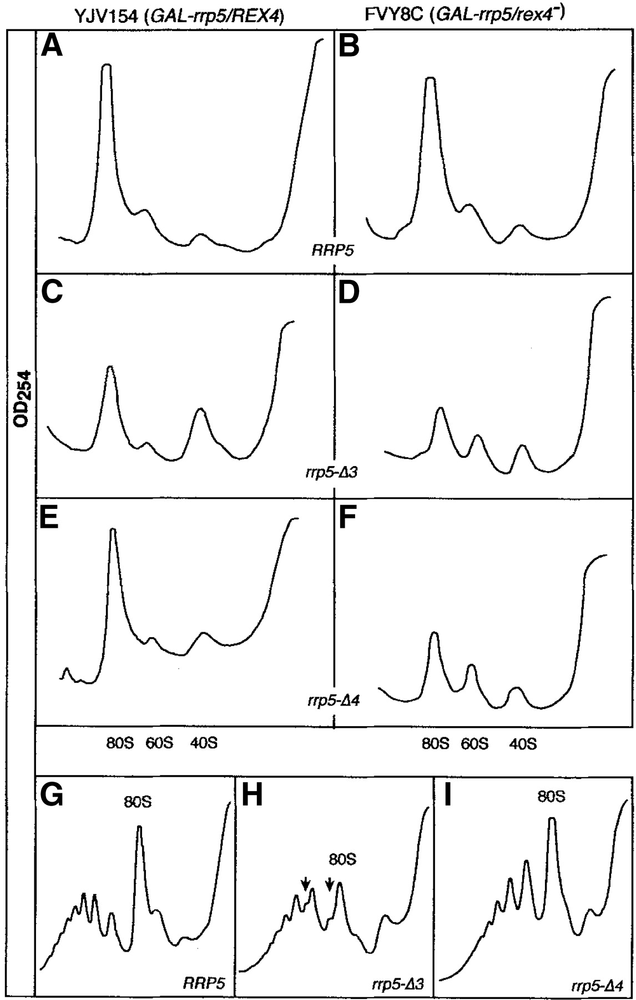 YJV154 (GAL-rrp5/REX4)
FVY8C (GAL-rrp5/rex4⁻)
A
B
RRP5
C
D
OD254
rrp5-Δ3
E
F
rrp5-Δ4
80S 60S 40S
80S 60S 40S
G
H
I
80S
80S
80S
RRP5
rrp5-Δ3
rrp5-Δ4